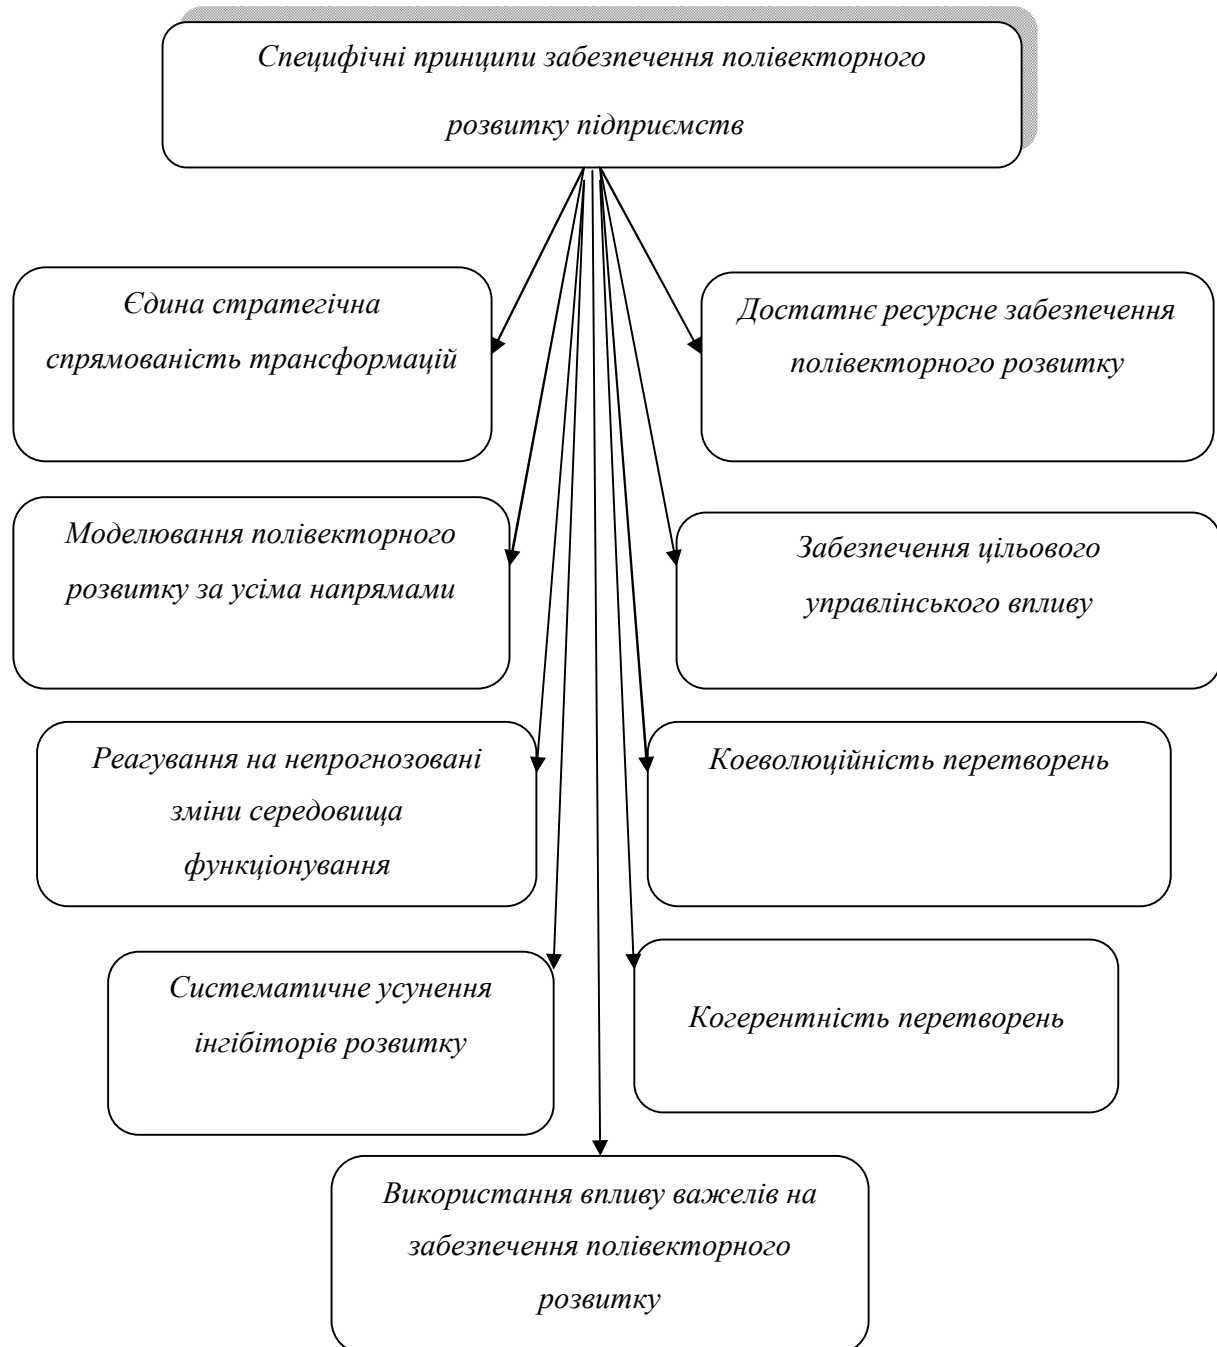 Специфічні принципи забезпечення полівекторного
розвитку підприємств
Єдина стратегічна
спрямованість трансформацій
Достатнє ресурсне забезпечення
полівекторного розвитку
Моделювання полівекторного
розвитку за усіма напрямами
Забезпечення цільового
управлінського впливу
Реагування на непрогнозовані
зміни середовища
функціонування
Коеволюційність перетворень
Систематичне усунення
інгібіторів розвитку
Когерентність перетворень
Використання впливу важелів на
забезпечення полівекторного
розвитку